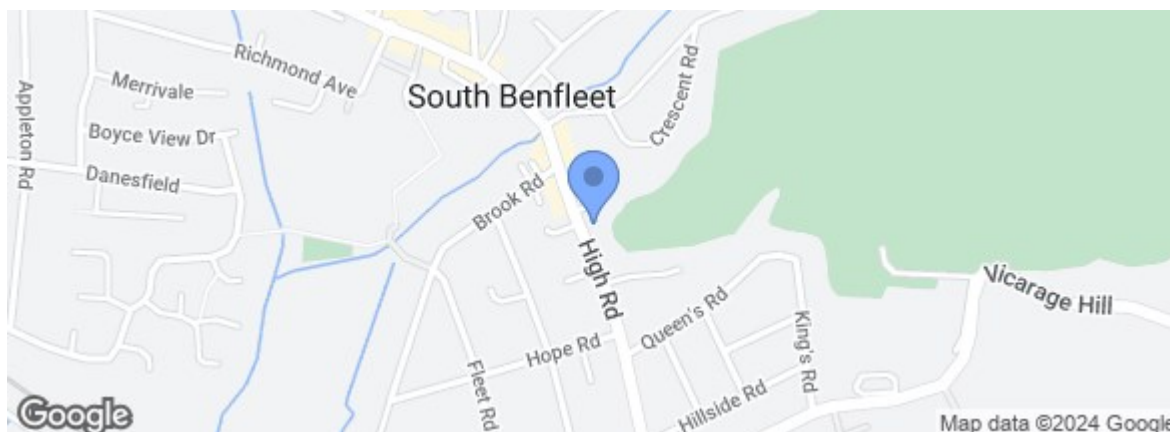 Richmond Ave
Merrivale
Appleton Rd
Boyce View Dr
Danesfield
South Benfleet
Crescent Rd
Brook Rd
High Rd
Queen's Rd
King's Rd
Vicarage Hill
Hope Rd
Fleet Rd
Hillside Rd
Google
Map data ©2024 Google